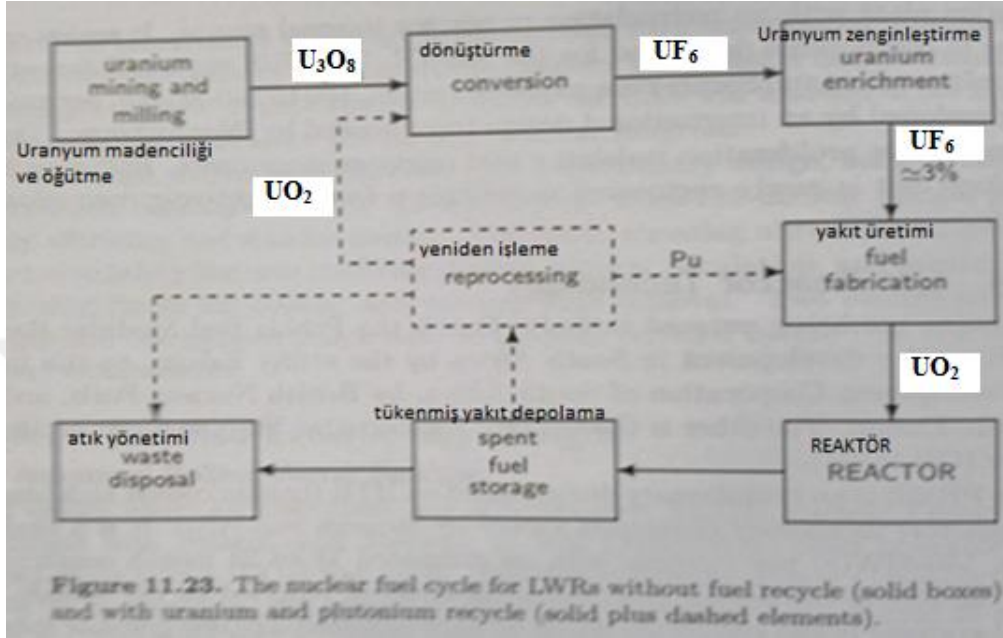 uranium
mining and
milling
Uranyum madenciliği
ve öğütme
U₃O₈
dönüştürme
conversion
UF₆
Uranyum zenginleştirme
uranium
enrichment
UF₆
≃3%
UO₂
yeniden işleme
reprocessing
Pu
yakıt üretimi
fuel
fabrication
UO₂
atık yönetimi
waste
disposal
tükenmiş yakıt depolama
spent
fuel
storage
REAKTÖR
REACTOR
Figure 11.23. The nuclear fuel cycle for LWRs without fuel recycle (solid boxes)
and with uranium and plutonium recycle (solid plus dashed elements).